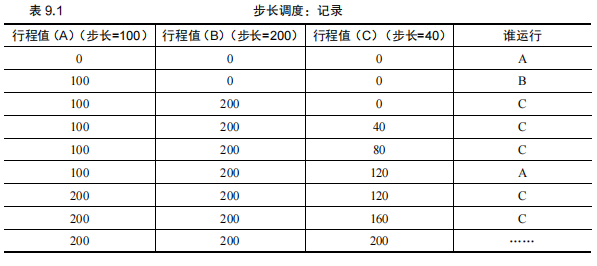 表 9.1 步长调度：记录
行程值（A）（步长=100） 行程值（B）（步长=200） 行程值（C）（步长=40） 谁运行
0 0 0 A
100 0 0 B
100 200 0 C
100 200 40 C
100 200 80 C
100 200 120 A
200 200 120 C
200 200 160 C
200 200 200 ……